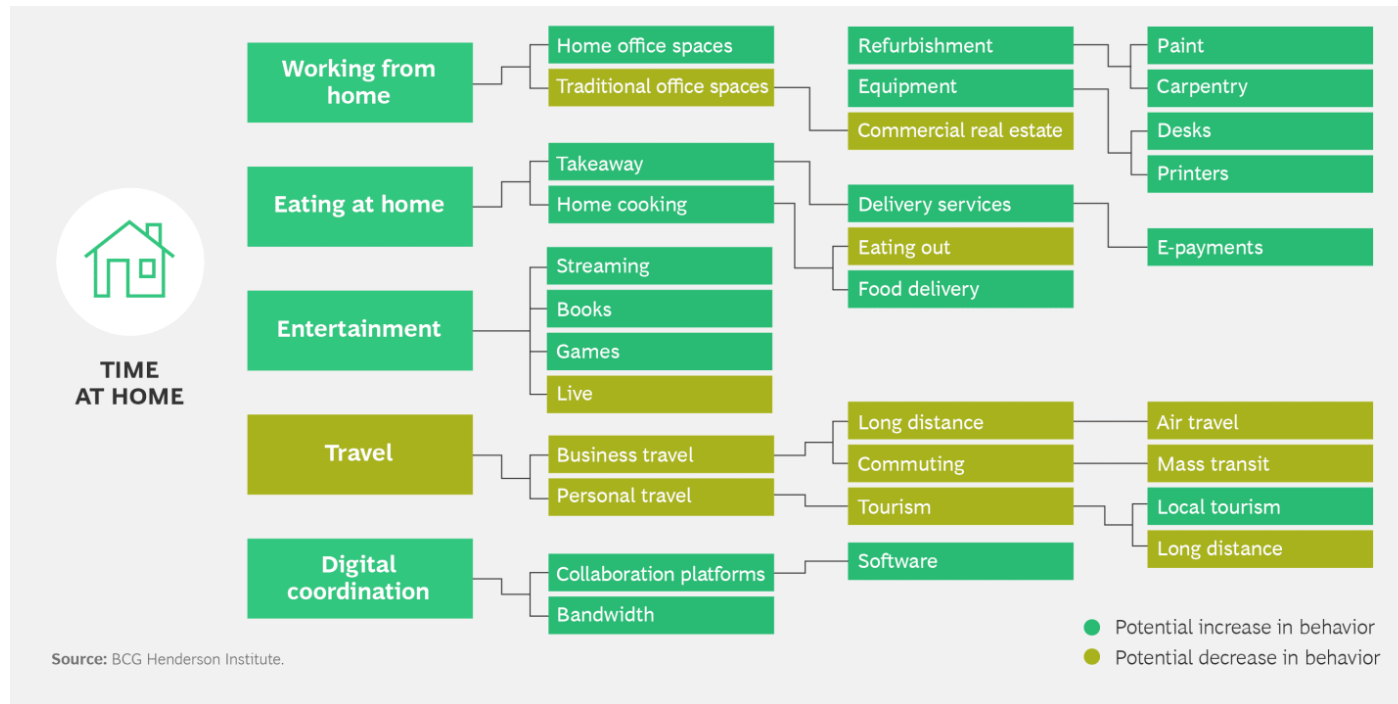 TIME
AT HOME
Working from
home
Home office spaces
Traditional office spaces
Refurbishment
Equipment
Commercial real estate
Paint
Carpentry
Desks
Printers
Eating at home
Takeaway
Home cooking
Delivery services
Eating out
Food delivery
E-payments
Entertainment
Streaming
Books
Games
Live
Travel
Business travel
Personal travel
Long distance
Commuting
Tourism
Air travel
Mass transit
Local tourism
Long distance
Digital
coordination
Collaboration platforms
Bandwidth
Software
Potential increase in behavior
Potential decrease in behavior
Source: BCG Henderson Institute.